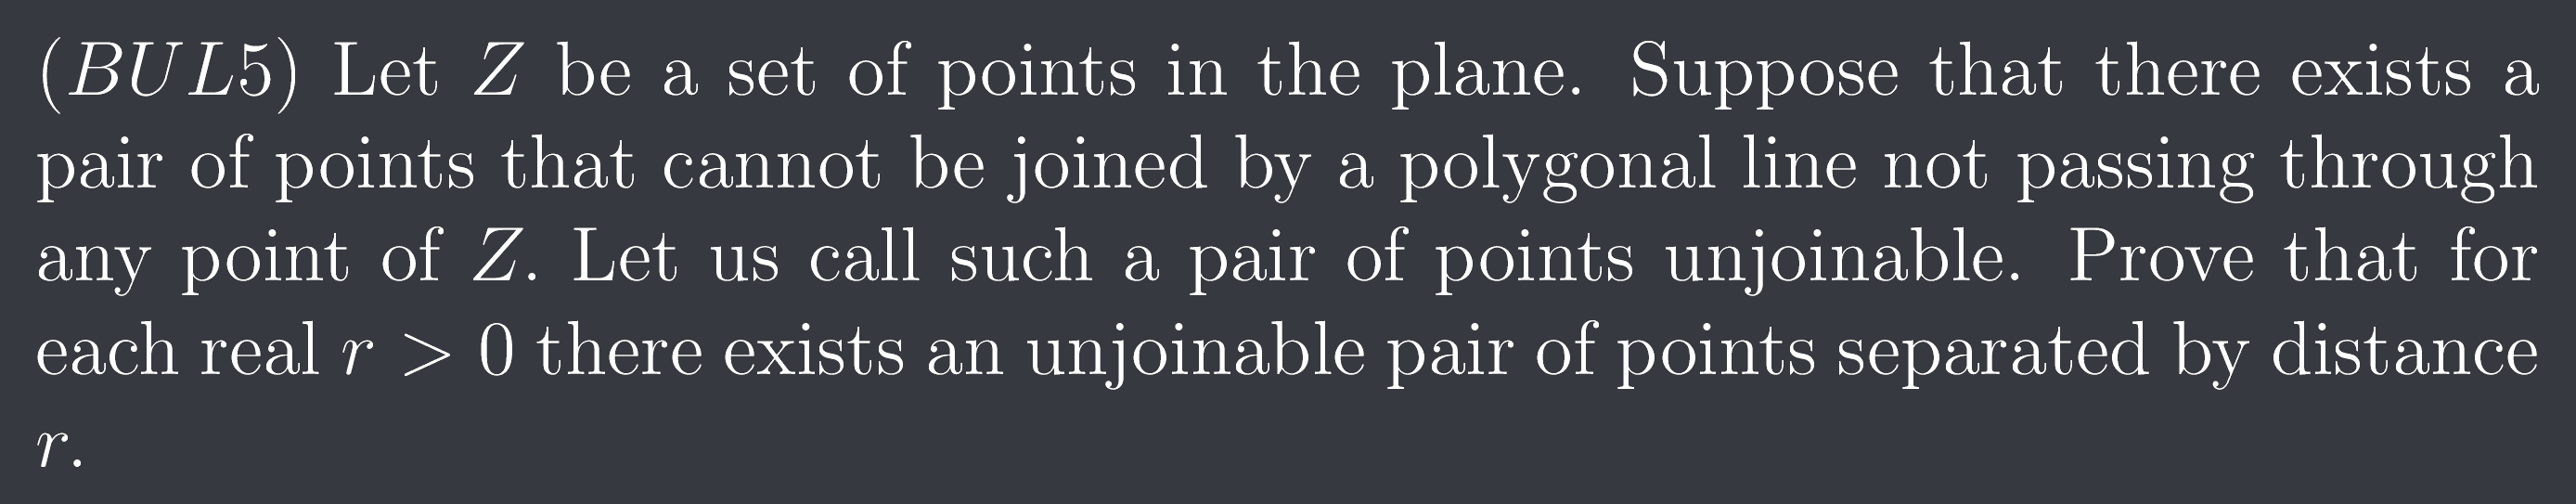 (BUL5) Let Z be a set of points in the plane. Suppose that there exists a
pair of points that cannot be joined by a polygonal line not passing through
any point of Z. Let us call such a pair of points unjoinable. Prove that for
each real r > 0 there exists an unjoinable pair of points separated by distance
r.